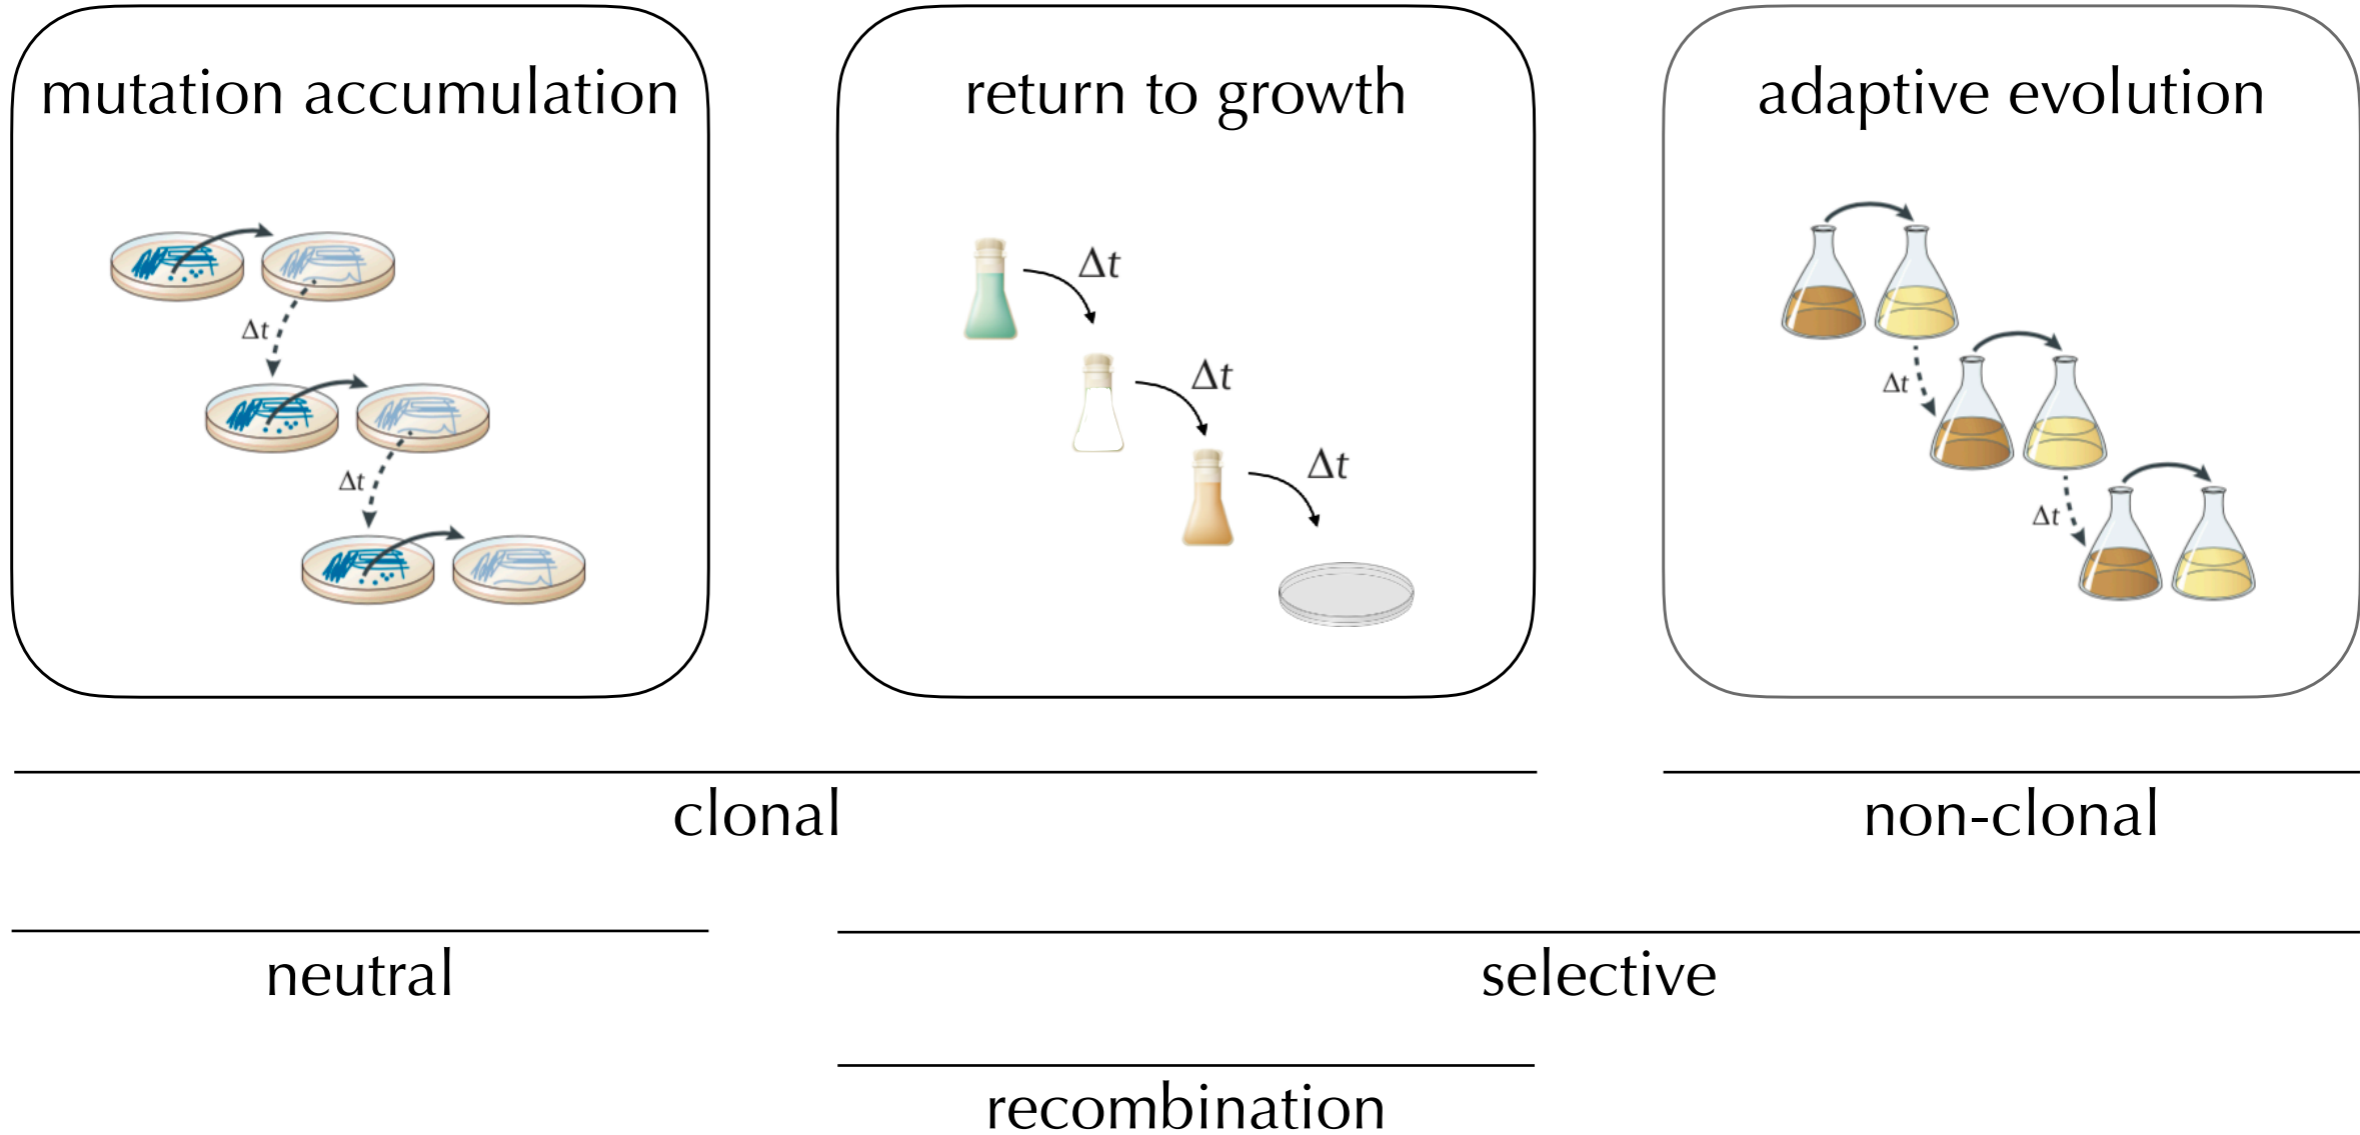 mutation accumulation
Δt
Δt
return to growth
Δt
Δt
Δt
adaptive evolution
Δt
Δt
clonal
non-clonal
neutral
selective
recombination